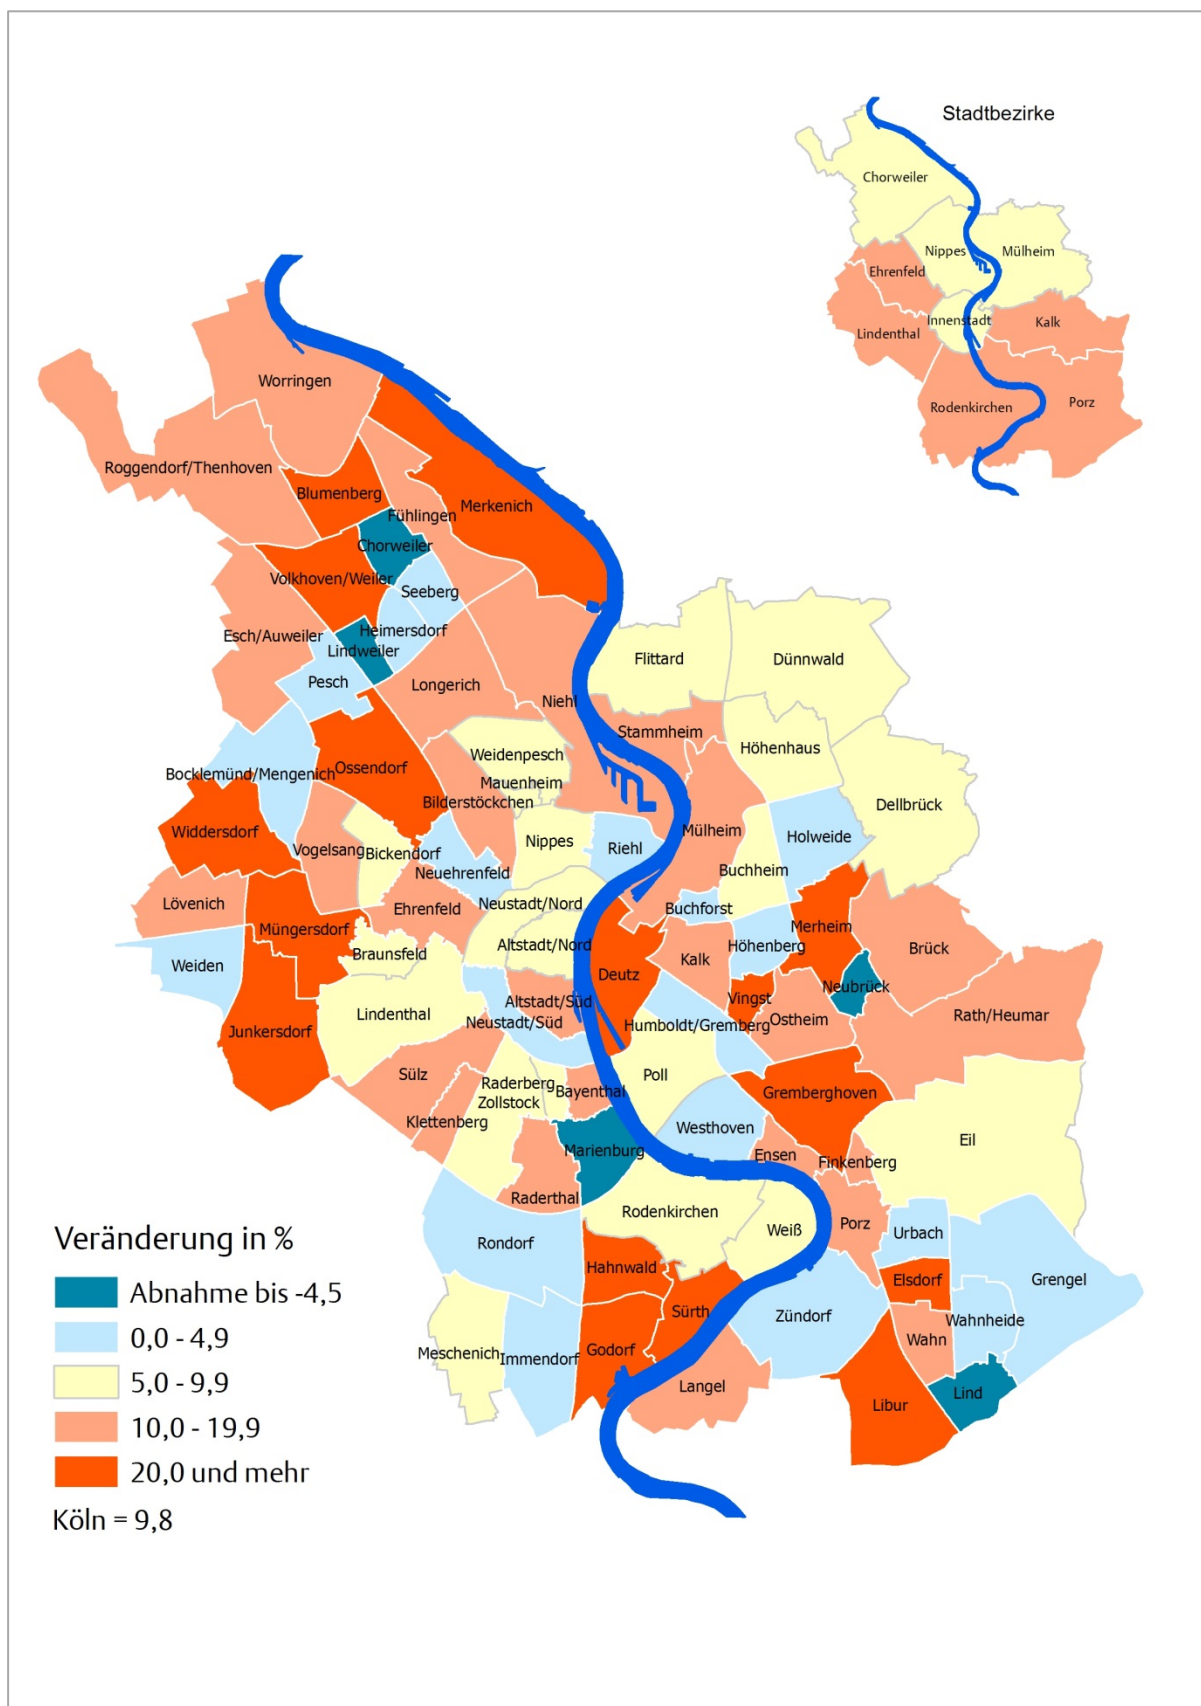 Stadtbezirke
Chorweiler
Nippes
Mülheim
Ehrenfeld
Innenstadt
Kalk
Lindenthal
Rodenkirchen
Porz
Worringen
Roggendorf/Thenhoven
Blumenberg
Merkenich
Fühlingen
Chorweiler
Volkhoven/Weiler
Seeberg
Heimersdorf
Esch/Auweiler
Lindweiler
Pesch
Longerich
Flittard
Dünnwald
Niehl
Stammheim
Höhenhaus
Weidenpesch
Bocklemünd/Mengenich
Ossendorf
Mauenheim
Bilderstöckchen
Dellbrück
Widdersdorf
Mülheim
Holweide
Nippes
Riehl
Vogelsang
Bickendorf
Neuehrenfeld
Buchheim
Lövenich
Ehrenfeld
Neustadt/Nord
Buchforst
Müngersdorf
Merheim
Altstadt/Nord
Höhenberg
Brück
Braunsfeld
Weiden
Deutz
Kalk
Neubrück
Vingst
Altstadt/Süd
Lindenthal
Ostheim
Rath/Heumar
Neustadt/Süd
Humboldt/Gremberg
Junkersdorf
Sülz
Poll
Raderberg
Bayenthal
Gremberghoven
Zollstock
Klettenberg
Westhoven
Eil
Marienburg
Ensen
Finkenberg
Raderthal
Rodenkirchen
Porz
Weiß
Urbach
Rondorf
Hahnwald
Elsdorf
Grengel
Sürth
Zündorf
Wahnheide
Wahn
Godorf
Meschenich
Immendorf
Langel
Lind
Libur
Veränderung in %
Abnahme bis -4,5
0,0 - 4,9
5,0 - 9,9
10,0 - 19,9
20,0 und mehr
Köln = 9,8